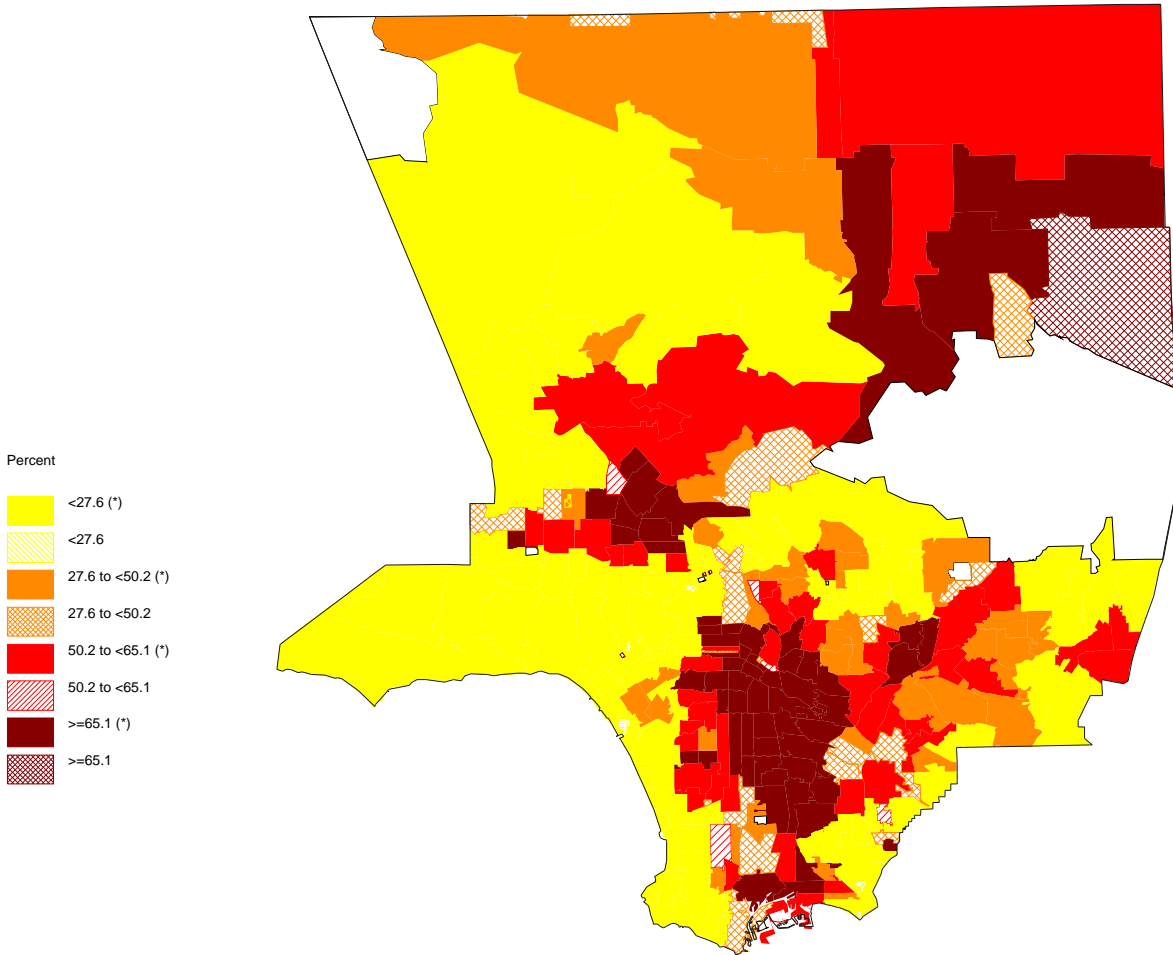 Percent
<27.6 (*)
<27.6
27.6 to <50.2 (*)
27.6 to <50.2
50.2 to <65.1 (*)
50.2 to <65.1
>=65.1 (*)
>=65.1